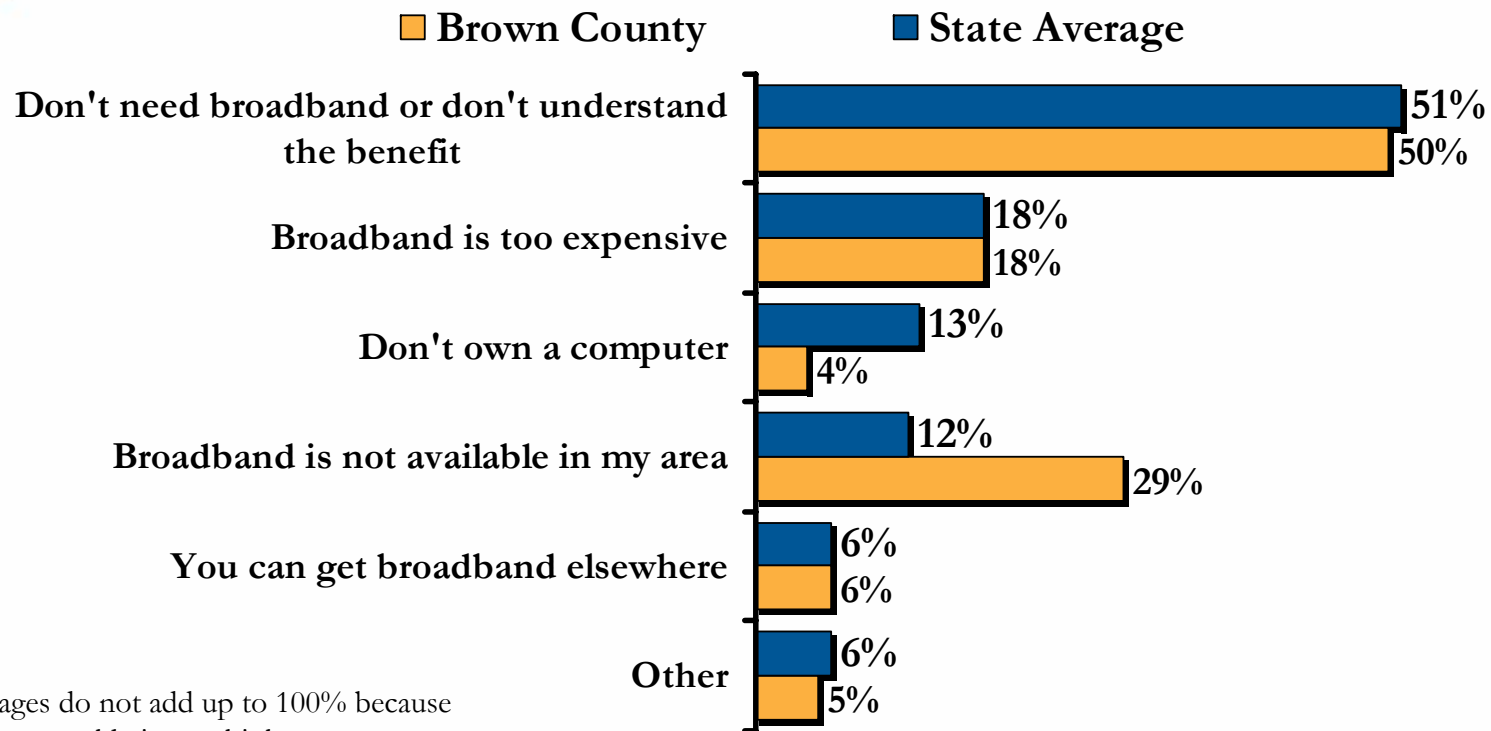 Brown County State Average
Don't need broadband or don't understand
the benefit
51%
50%
Broadband is too expensive
18%
18%
Don't own a computer
13%
4%
Broadband is not available in my area
12%
29%
You can get broadband elsewhere
6%
6%
Other
6%
5%
do not add up to 100% because